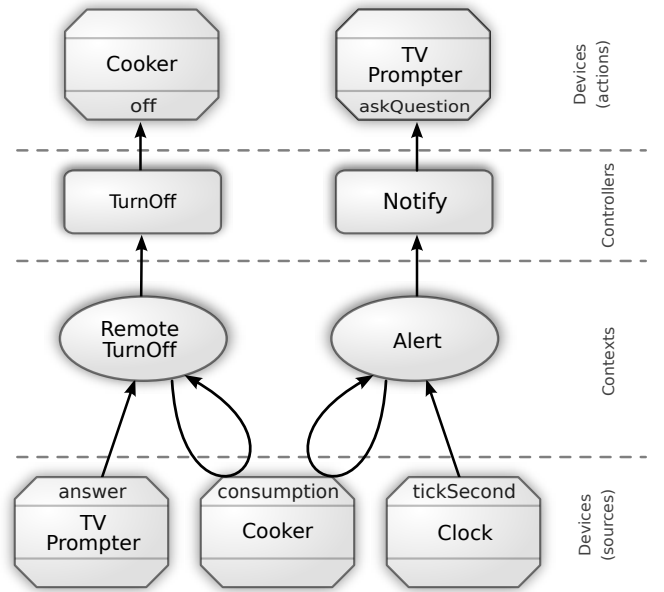 Cooker
off
TV
Prompter
askQuestion
Devices
(actions)
TurnOff
Notify
Controllers
Remote
TurnOff
Alert
Contexts
answer
TV
Prompter
consumption
Cooker
tickSecond
Clock
Devices
(sources)